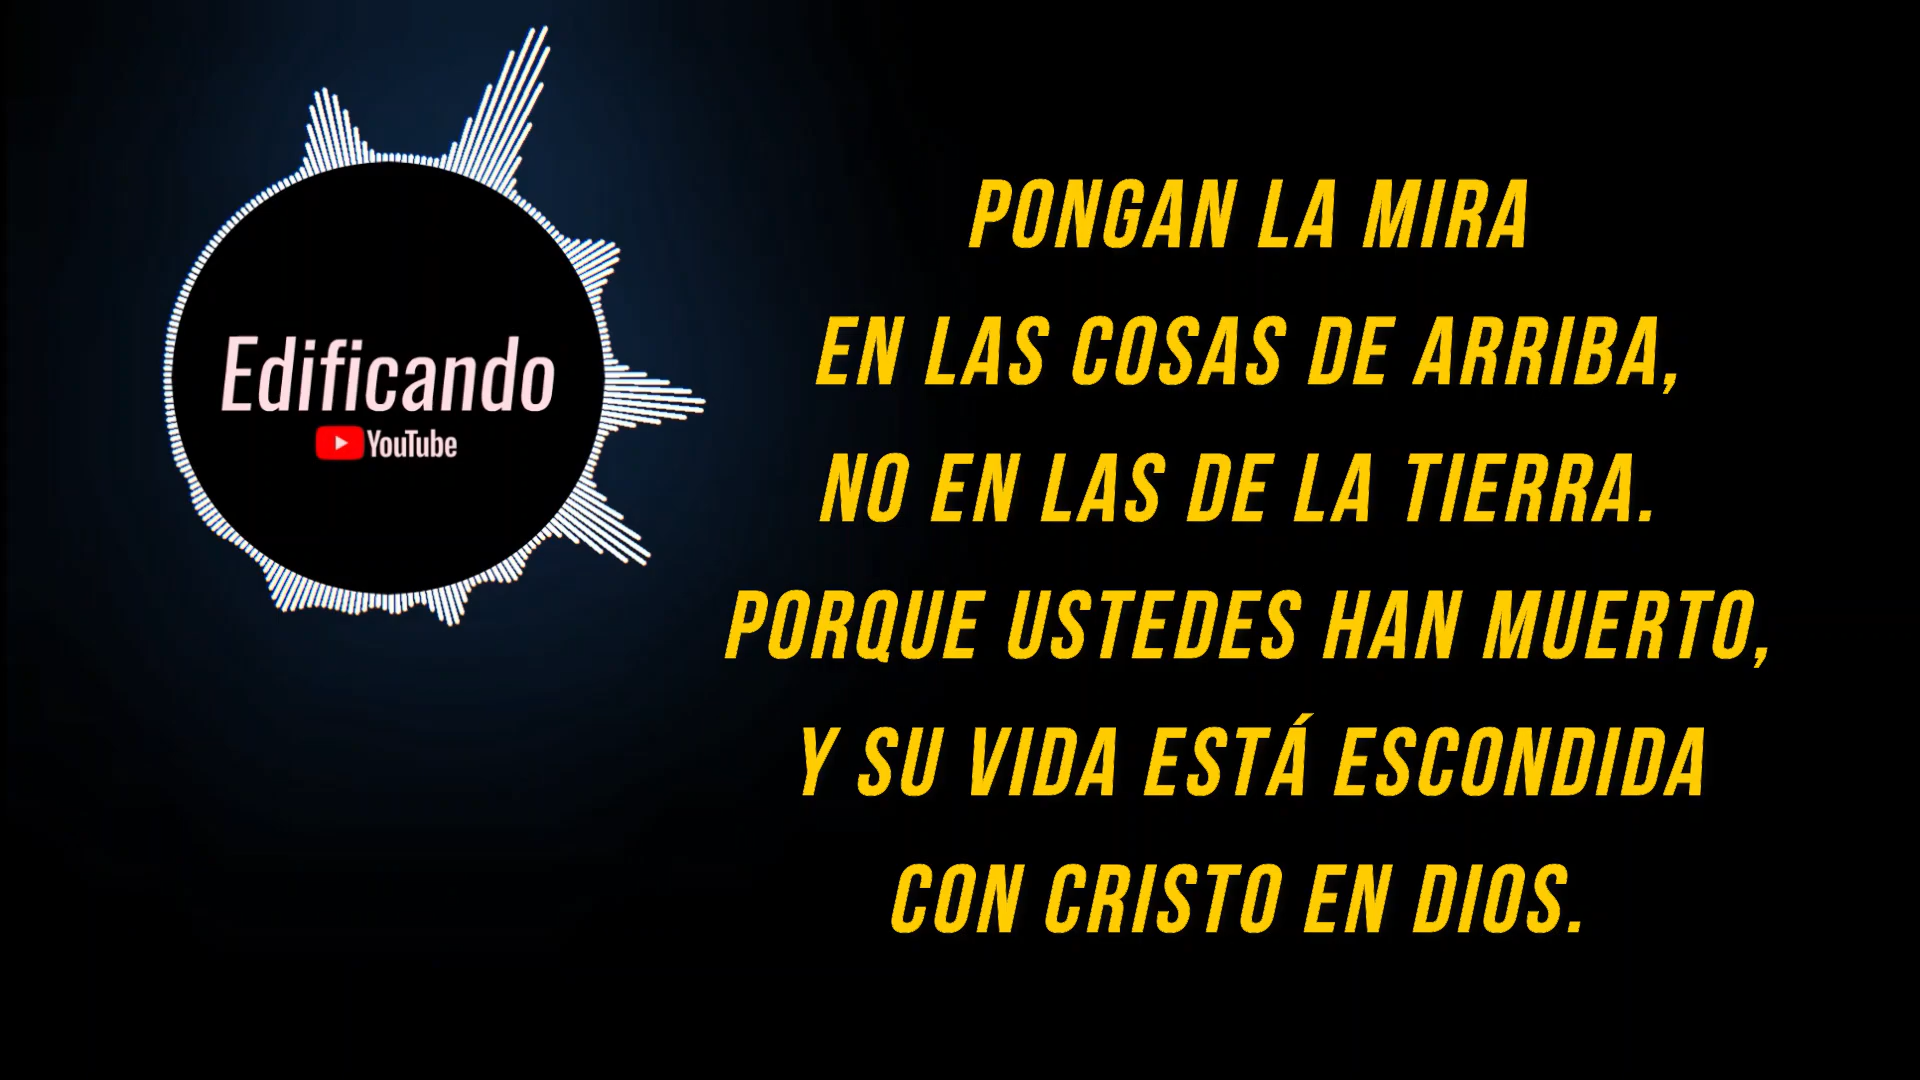 Edificando
YouTube
PONGAN LA MIRA
EN LAS COSAS DE ARRIBA,
NO EN LAS DE LA TIERRA.
PORQUE USTEDES HAN MUERTO,
Y SU VIDA ESTÁ ESCONDIDA
CON CRISTO EN DIOS.